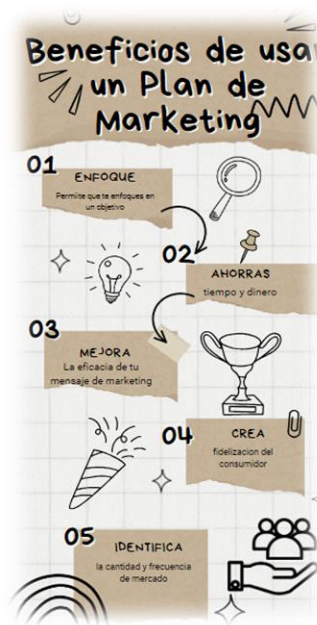 Beneficios de usar
un Plan de
Marketing
01
ENFOQUE
Permite que te enfoques en
un objetivo
02
AHORRAS
tiempo y dinero
03
MEJORA
La eficacia de tu
mensaje de marketing
04
CREA
fidelizacion del
consumidor
05
IDENTIFICA
la cantidad y frecuencia
de mercado